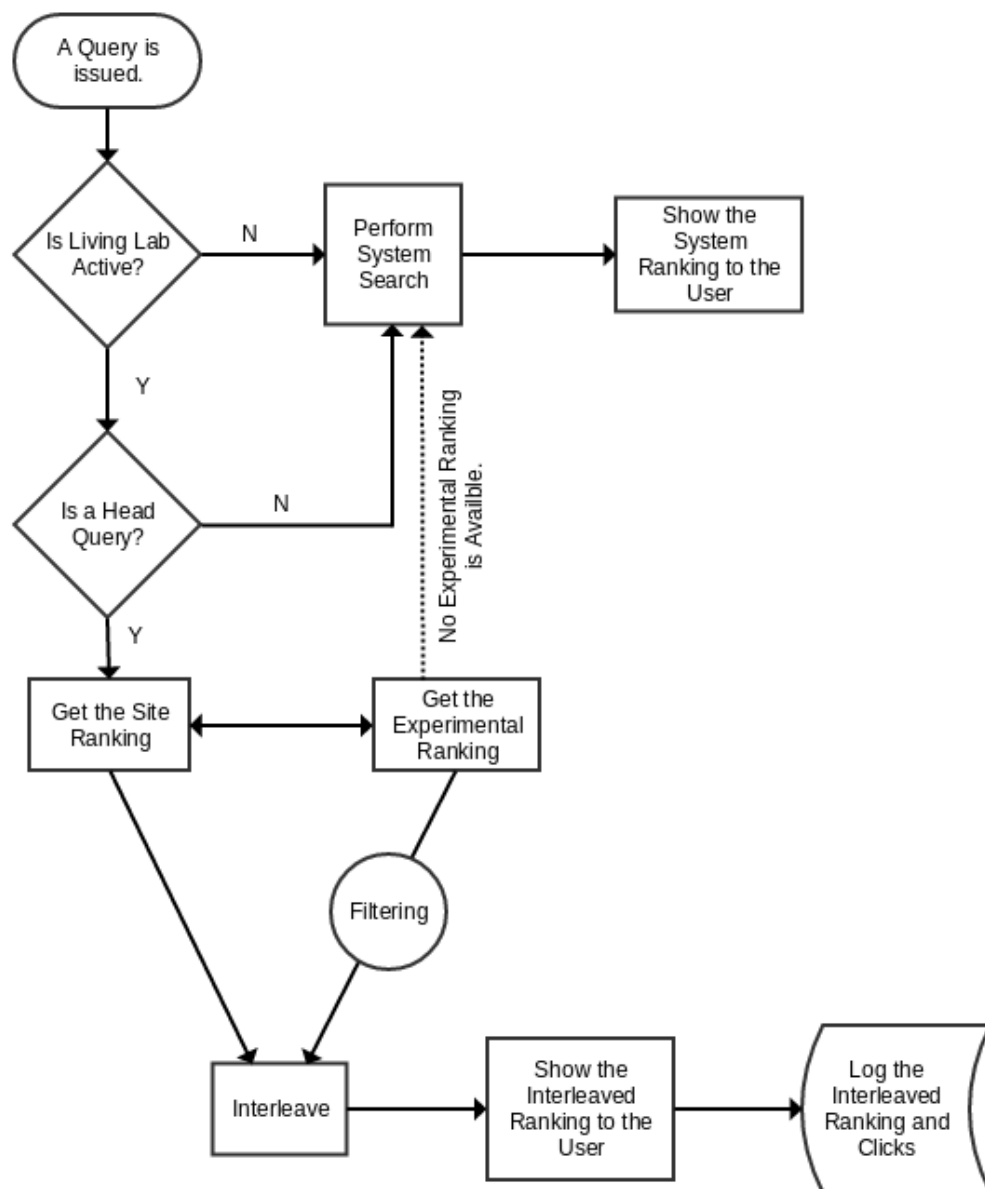 A Query is
issued.
Is Living Lab
Active?
N
Perform
System
Search
Show the
System
Ranking to the
User
Y
Is a Head
Query?
N
No Experimental Ranking
is Availble.
Y
Get the Site
Ranking
Get the
Experimental
Ranking
Filtering
Interleave
Show the
Interleaved
Ranking to the
User
Log the
Interleaved
Ranking and
Clicks